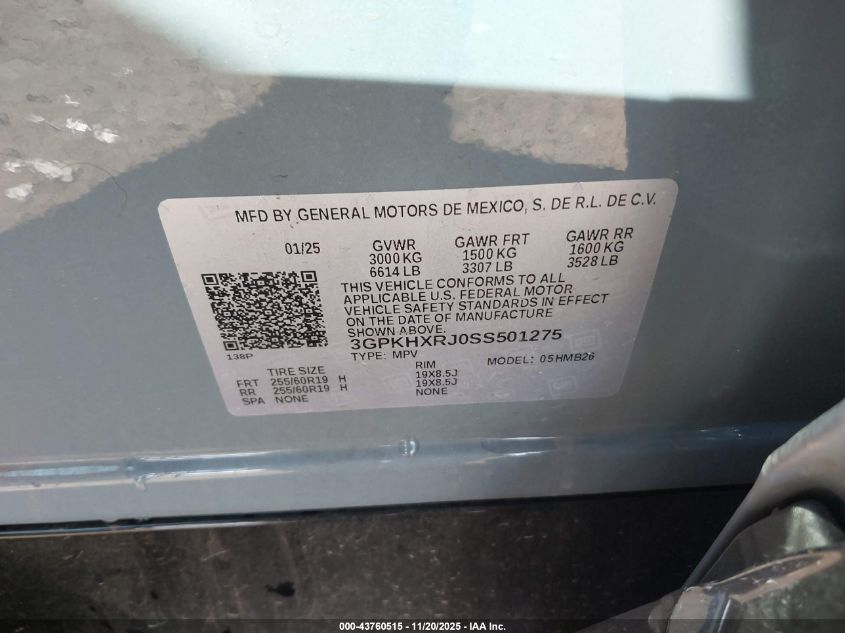 MFD BY GENERAL MOTORS DE MEXICO, S. DE R.L. DE C.V.
01/25 GVWR GAWR FRT GAWR RR
3000 KG 1500 KG 1600 KG
6614 LB 3307 LB 3528 LB
THIS VEHICLE CONFORMS TO ALL
APPLICABLE U.S. FEDERAL MOTOR
VEHICLE SAFETY STANDARDS IN EFFECT
ON THE DATE OF MANUFACTURE
SHOWN ABOVE.
138P 3GPKHXRJ0SS501275
TYPE: MPV MODEL: 05HMB26
TIRE SIZE RIM
FRT 255/60R19 H 19X8.5J
RR 255/60R19 H 19X8.5J
SPA NONE NONE
000-43760515 - 11/20/2025 - IAA Inc.